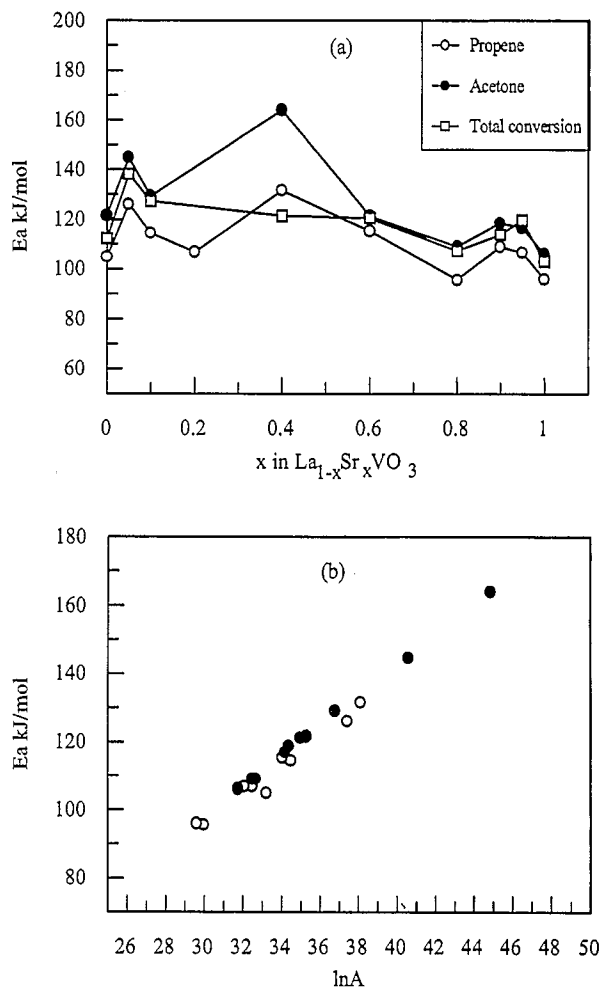 200
180
160
140
120
100
80
60
Ea kJ/mol
(a)
Propene
Acetone
Total conversion
0 0.2 0.4 0.6 0.8 1
x in La1-xSrxVO3
180
160
140
120
100
80
Ea kJ/mol
(b)
26 28 30 32 34 36 38 40 42 44 46 48 50
lnA